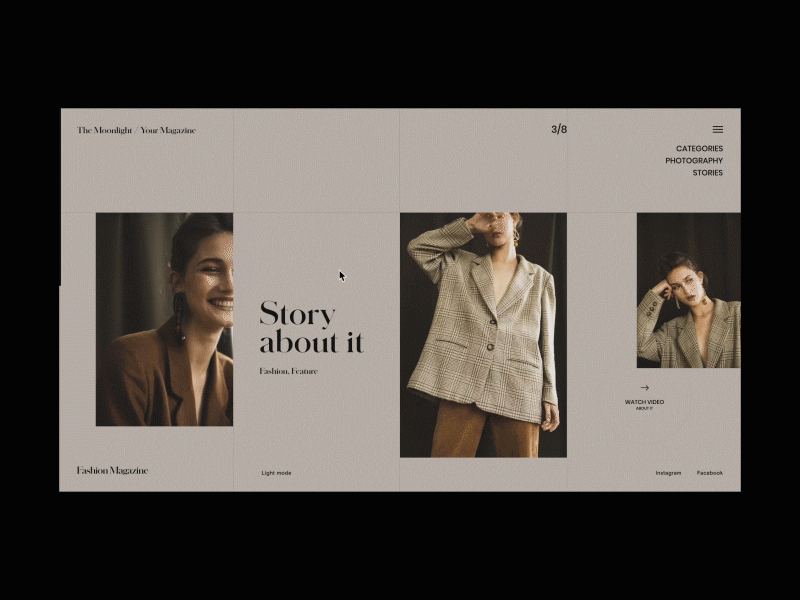 The Moonlight / Your Magazine
3/8
CATEGORIES
PHOTOGRAPHY
STORIES
Story
about it
Fashion, Feature
WATCH VIDEO
ABOUT IT
Fashion Magazine
Light mode
Instagram
Facebook